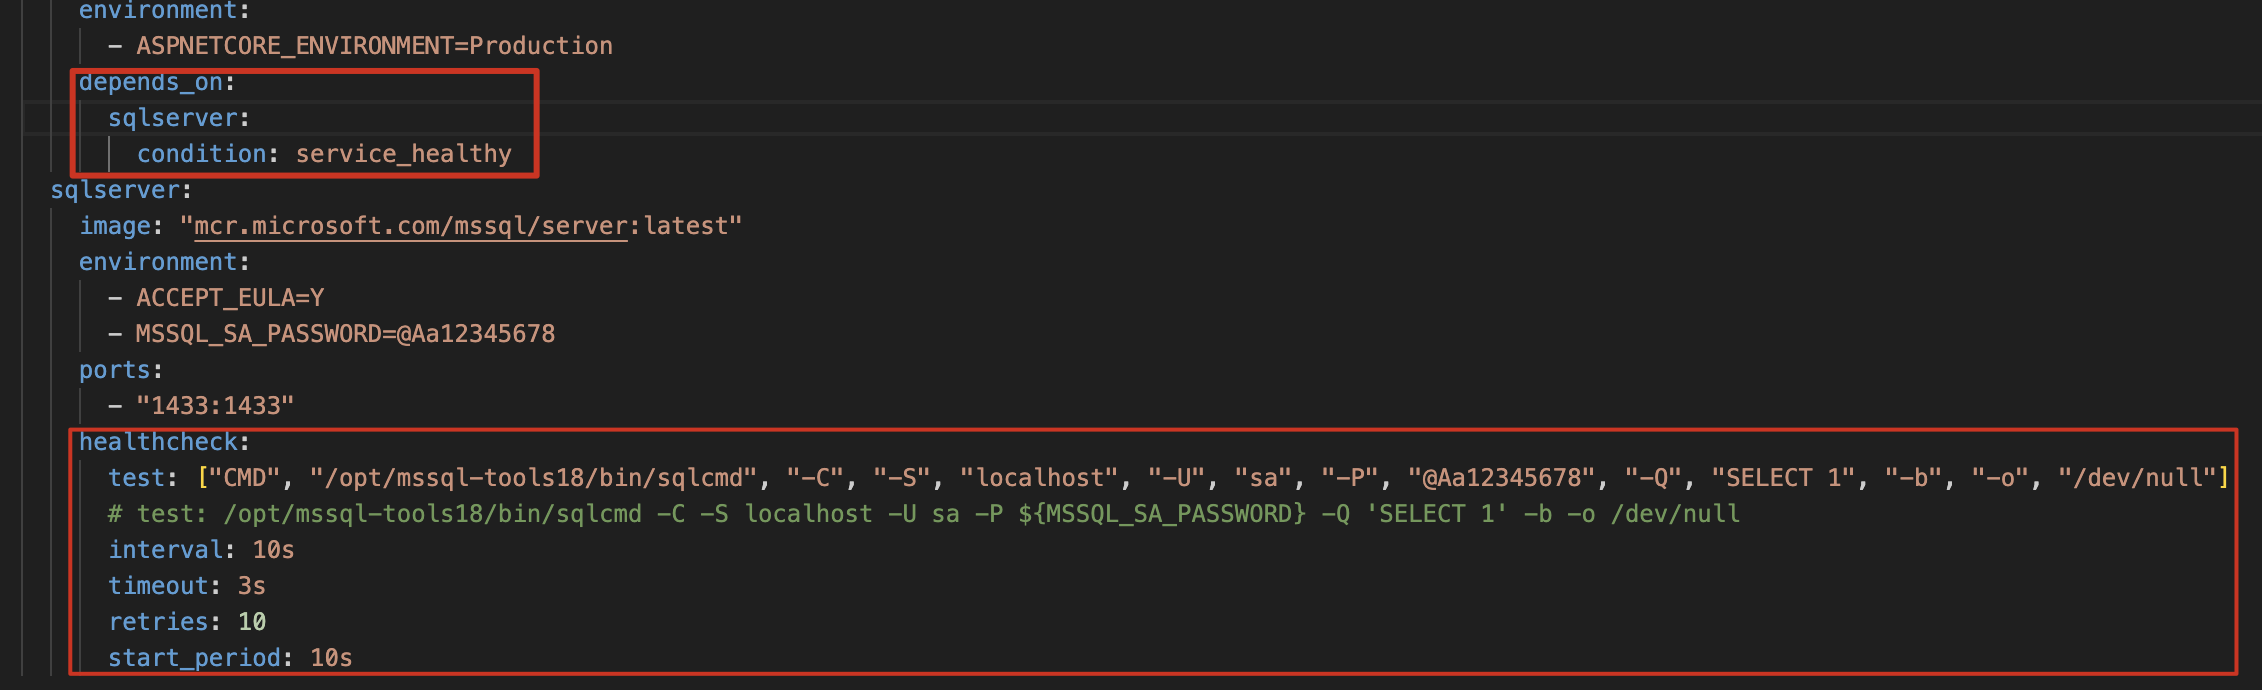 environment:
- ASPNETCORE_ENVIRONMENT=Production
depends_on:
sqlserver:
condition: service_healthy
sqlserver:
image: "mcr.microsoft.com/mssql/server:latest"
environment:
- ACCEPT_EULA=Y
- MSSQL_SA_PASSWORD=@Aa12345678
ports:
- "1433:1433"
healthcheck:
test: ["CMD", "/opt/mssql-tools18/bin/sqlcmd", "-C", "-S", "localhost", "-U", "sa", "-P", "@Aa12345678", "-Q", "SELECT 1", "-b", "-o", "/dev/null"]
# test: /opt/mssql-tools18/bin/sqlcmd -C -S localhost -U sa -P ${MSSQL_SA_PASSWORD} -Q 'SELECT 1' -b -o /dev/null
interval: 10s
timeout: 3s
retries: 10
start_period: 10s